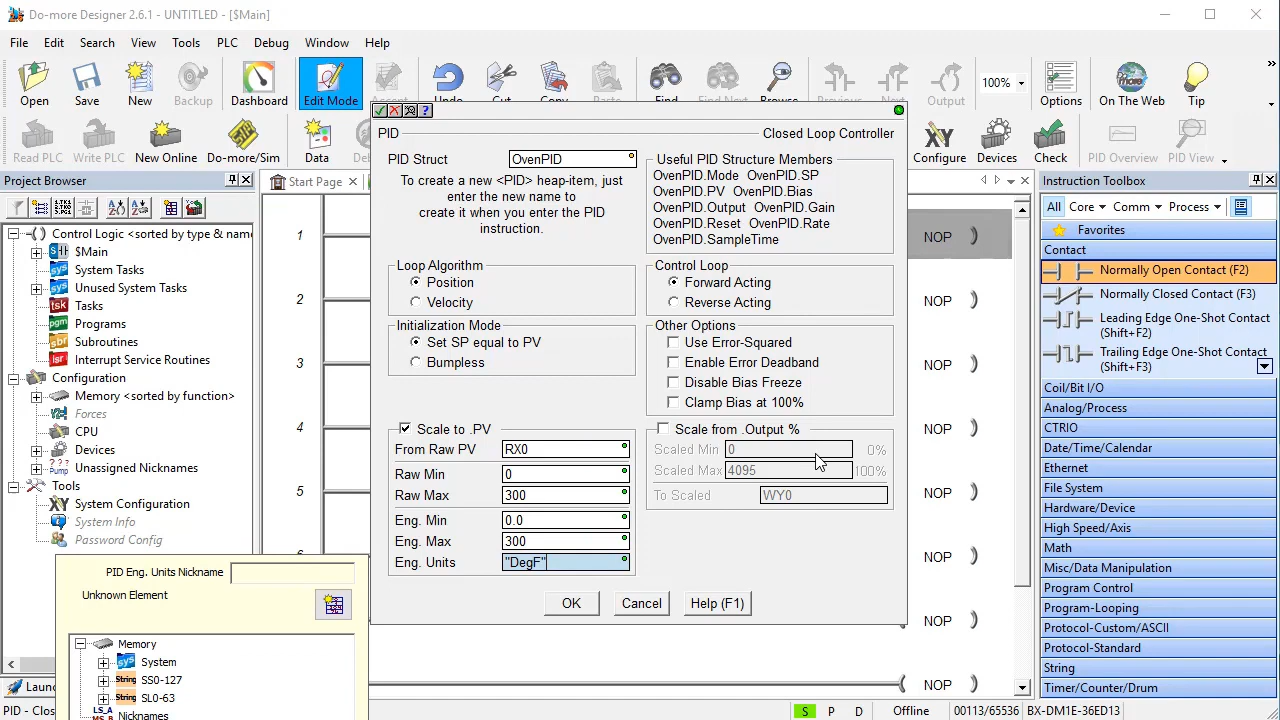 Do-more Designer 2.6.1 - UNTITLED - [$Main]
File Edit Search View Tools PLC Debug Window Help
Open Save New Backup Dashboard Edit Mode Accept Undo Cut Copy Paste Find Find Next Browse Previous Next Output 100% Options On The Web Tip
Read PLC Write PLC New Online Do-more/Sim Data Configure Devices Check PID Overview PID View
Project Browser
Control Logic <sorted by type & name
$Main
System Tasks
Unused System Tasks
Tasks
Programs
Subroutines
Interrupt Service Routines
Configuration
Memory <sorted by function>
Forces
CPU
Devices
Unassigned Nicknames
Tools
System Configuration
System Info
Password Config
PID Eng. Units Nickname
Unknown Element
Memory
System
SS0-127
SL0-63
Nicknames
Start Page
1
2
3
4
5
NOP
NOP
NOP
NOP
NOP
NOP
NOP
NOP
PID Closed Loop Controller
PID Struct OvenPID
To create a new <PID> heap-item, just
enter the new name to
create it when you enter the PID
instruction.
Useful PID Structure Members
OvenPID.Mode OvenPID.SP
OvenPID.PV OvenPID.Bias
OvenPID.Output OvenPID.Gain
OvenPID.Reset OvenPID.Rate
OvenPID.SampleTime
Loop Algorithm
Position
Velocity
Control Loop
Forward Acting
Reverse Acting
Initialization Mode
Set SP equal to PV
Bumpless
Other Options
Use Error-Squared
Enable Error Deadband
Disable Bias Freeze
Clamp Bias at 100%
Scale to .PV
From Raw PV RX0
Raw Min 0
Raw Max 300
Eng. Min 0.0
Eng. Max 300
Eng. Units "DegF"
Scale from .Output %
Scaled Min 0 0%
Scaled Max 4095 100%
To Scaled WY0
OK Cancel Help (F1)
Instruction Toolbox
All Core Comm Process
Favorites
Contact
Normally Open Contact (F2)
Normally Closed Contact (F3)
Leading Edge One-Shot Contact
(Shift+F2)
Trailing Edge One-Shot Contact
(Shift+F3)
Coil/Bit I/O
Analog/Process
CTRIO
Date/Time/Calendar
Ethernet
File System
Hardware/Device
High Speed/Axis
Math
Misc/Data Manipulation
Program Control
Program-Looping
Protocol-Custom/ASCII
Protocol-Standard
String
Timer/Counter/Drum
S P D Offline 00113/65536 BX-DM1E-36ED13